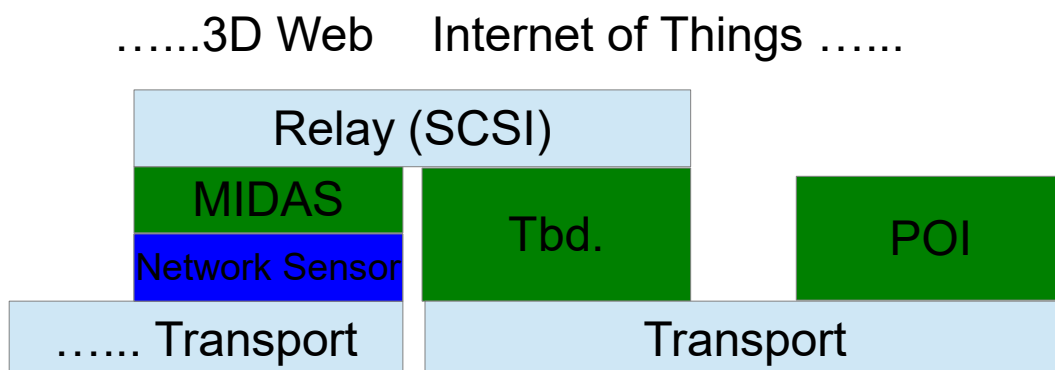 …...3D Web Internet of Things …...
Relay (SCSI)
MIDAS
Network Sensor
Tbd.
POI
…... Transport
Transport